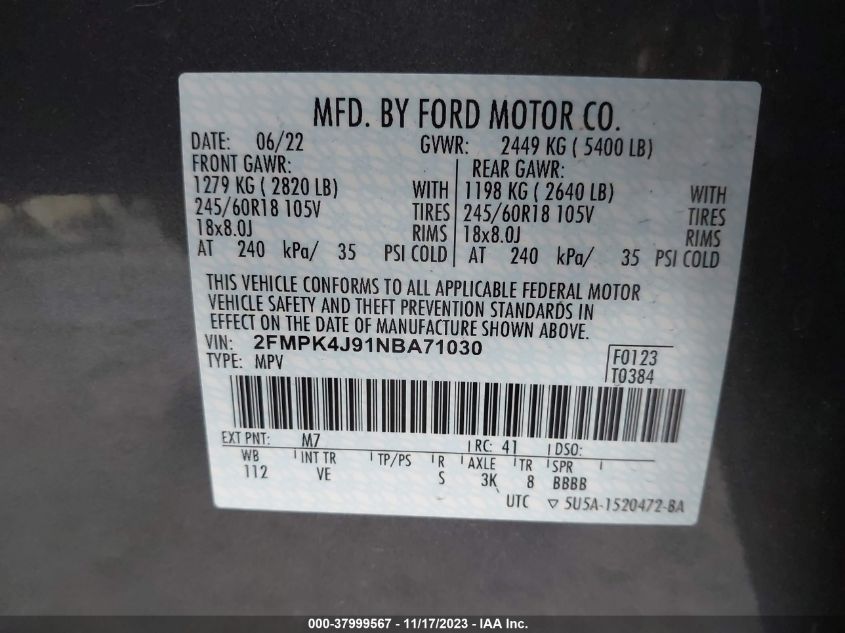 MFD. BY FORD MOTOR CO.
DATE: 06/22 GVWR: 2449 KG ( 5400 LB)
FRONT GAWR: REAR GAWR:
1279 KG ( 2820 LB) WITH 1198 KG ( 2640 LB) WITH
245/60R18 105V TIRES 245/60R18 105V TIRES
18x8.0J RIMS 18x8.0J RIMS
AT 240 kPa/ 35 PSI COLD AT 240 kPa/ 35 PSI COLD
THIS VEHICLE CONFORMS TO ALL APPLICABLE FEDERAL MOTOR
VEHICLE SAFETY AND THEFT PREVENTION STANDARDS IN
EFFECT ON THE DATE OF MANUFACTURE SHOWN ABOVE.
VIN: 2FMPK4J91NBA71030
TYPE: MPV
F0123
T0384
EXT PNT: M7 RC: 41 DSO:
WB INT TR TP/PS R AXLE TR SPR
112 VE S 3K 8 BBBB
UTC ▽ 5U5A-1520472-BA
000-37999567 - 11/17/2023 - IAA Inc.